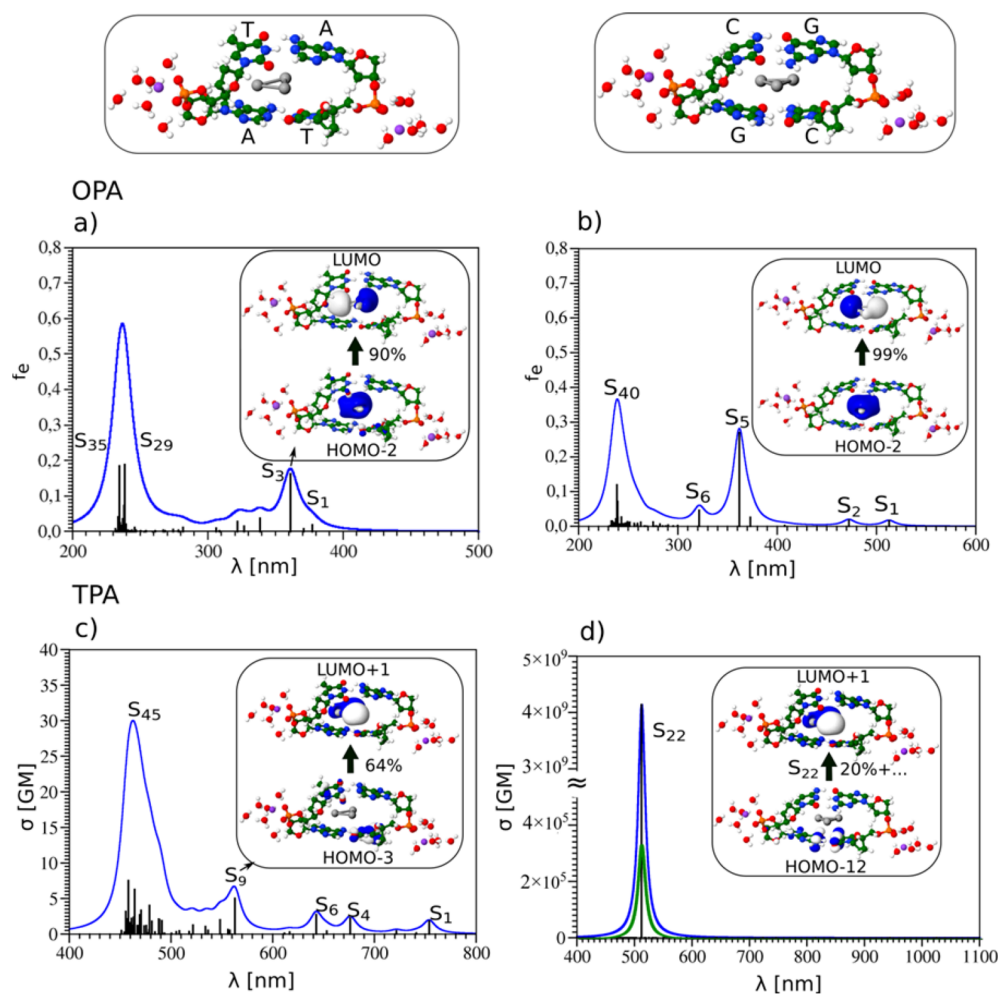 T A
A T
C G
G C
OPA
a)
0,8
0,7
0,6
0,5
0,4
0,3
0,2
0,1
0,0
fe
LUMO
90%
HOMO-2
S35
S29
S3
S1
200 300 400 500
λ [nm]
b)
0.8
0.7
0.6
0.5
0.4
0.3
0.2
0.1
0.0
fe
LUMO
99%
HOMO-2
S40
S6
S5
S2
S1
200 300 400 500 600
λ [nm]
TPA
c)
40
35
30
25
20
15
10
5
0
σ [GM]
LUMO+1
64%
HOMO-3
S45
S9
S6
S4
S1
400 500 600 700 800
λ [nm]
d)
5×10⁹
4×10⁹
3×10⁹
≈
4×10⁵
2×10⁵
0
σ [GM]
LUMO+1
S22 20%+...
HOMO-12
S22
400 500 600 700 800 900 1000 1100
λ [nm]